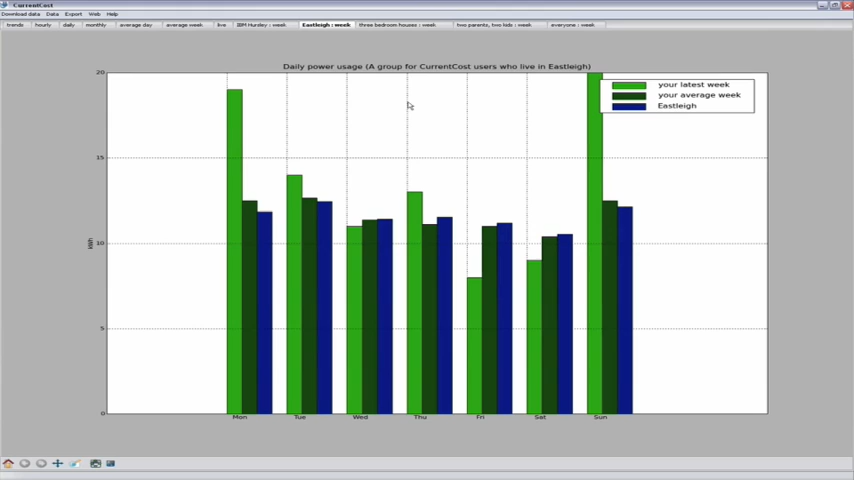 CurrentCost
Download data Data Export Web Help
trends hourly daily monthly average day average week live IBM Hursley : week Eastleigh : week three bedroom houses : week two parents, two kids : week everyone : week
Daily power usage (A group for CurrentCost users who live in Eastleigh)
20
your latest week
your average week
Eastleigh
15
kWh
10
5
0
Mon Tue Wed Thu Fri Sat Sun